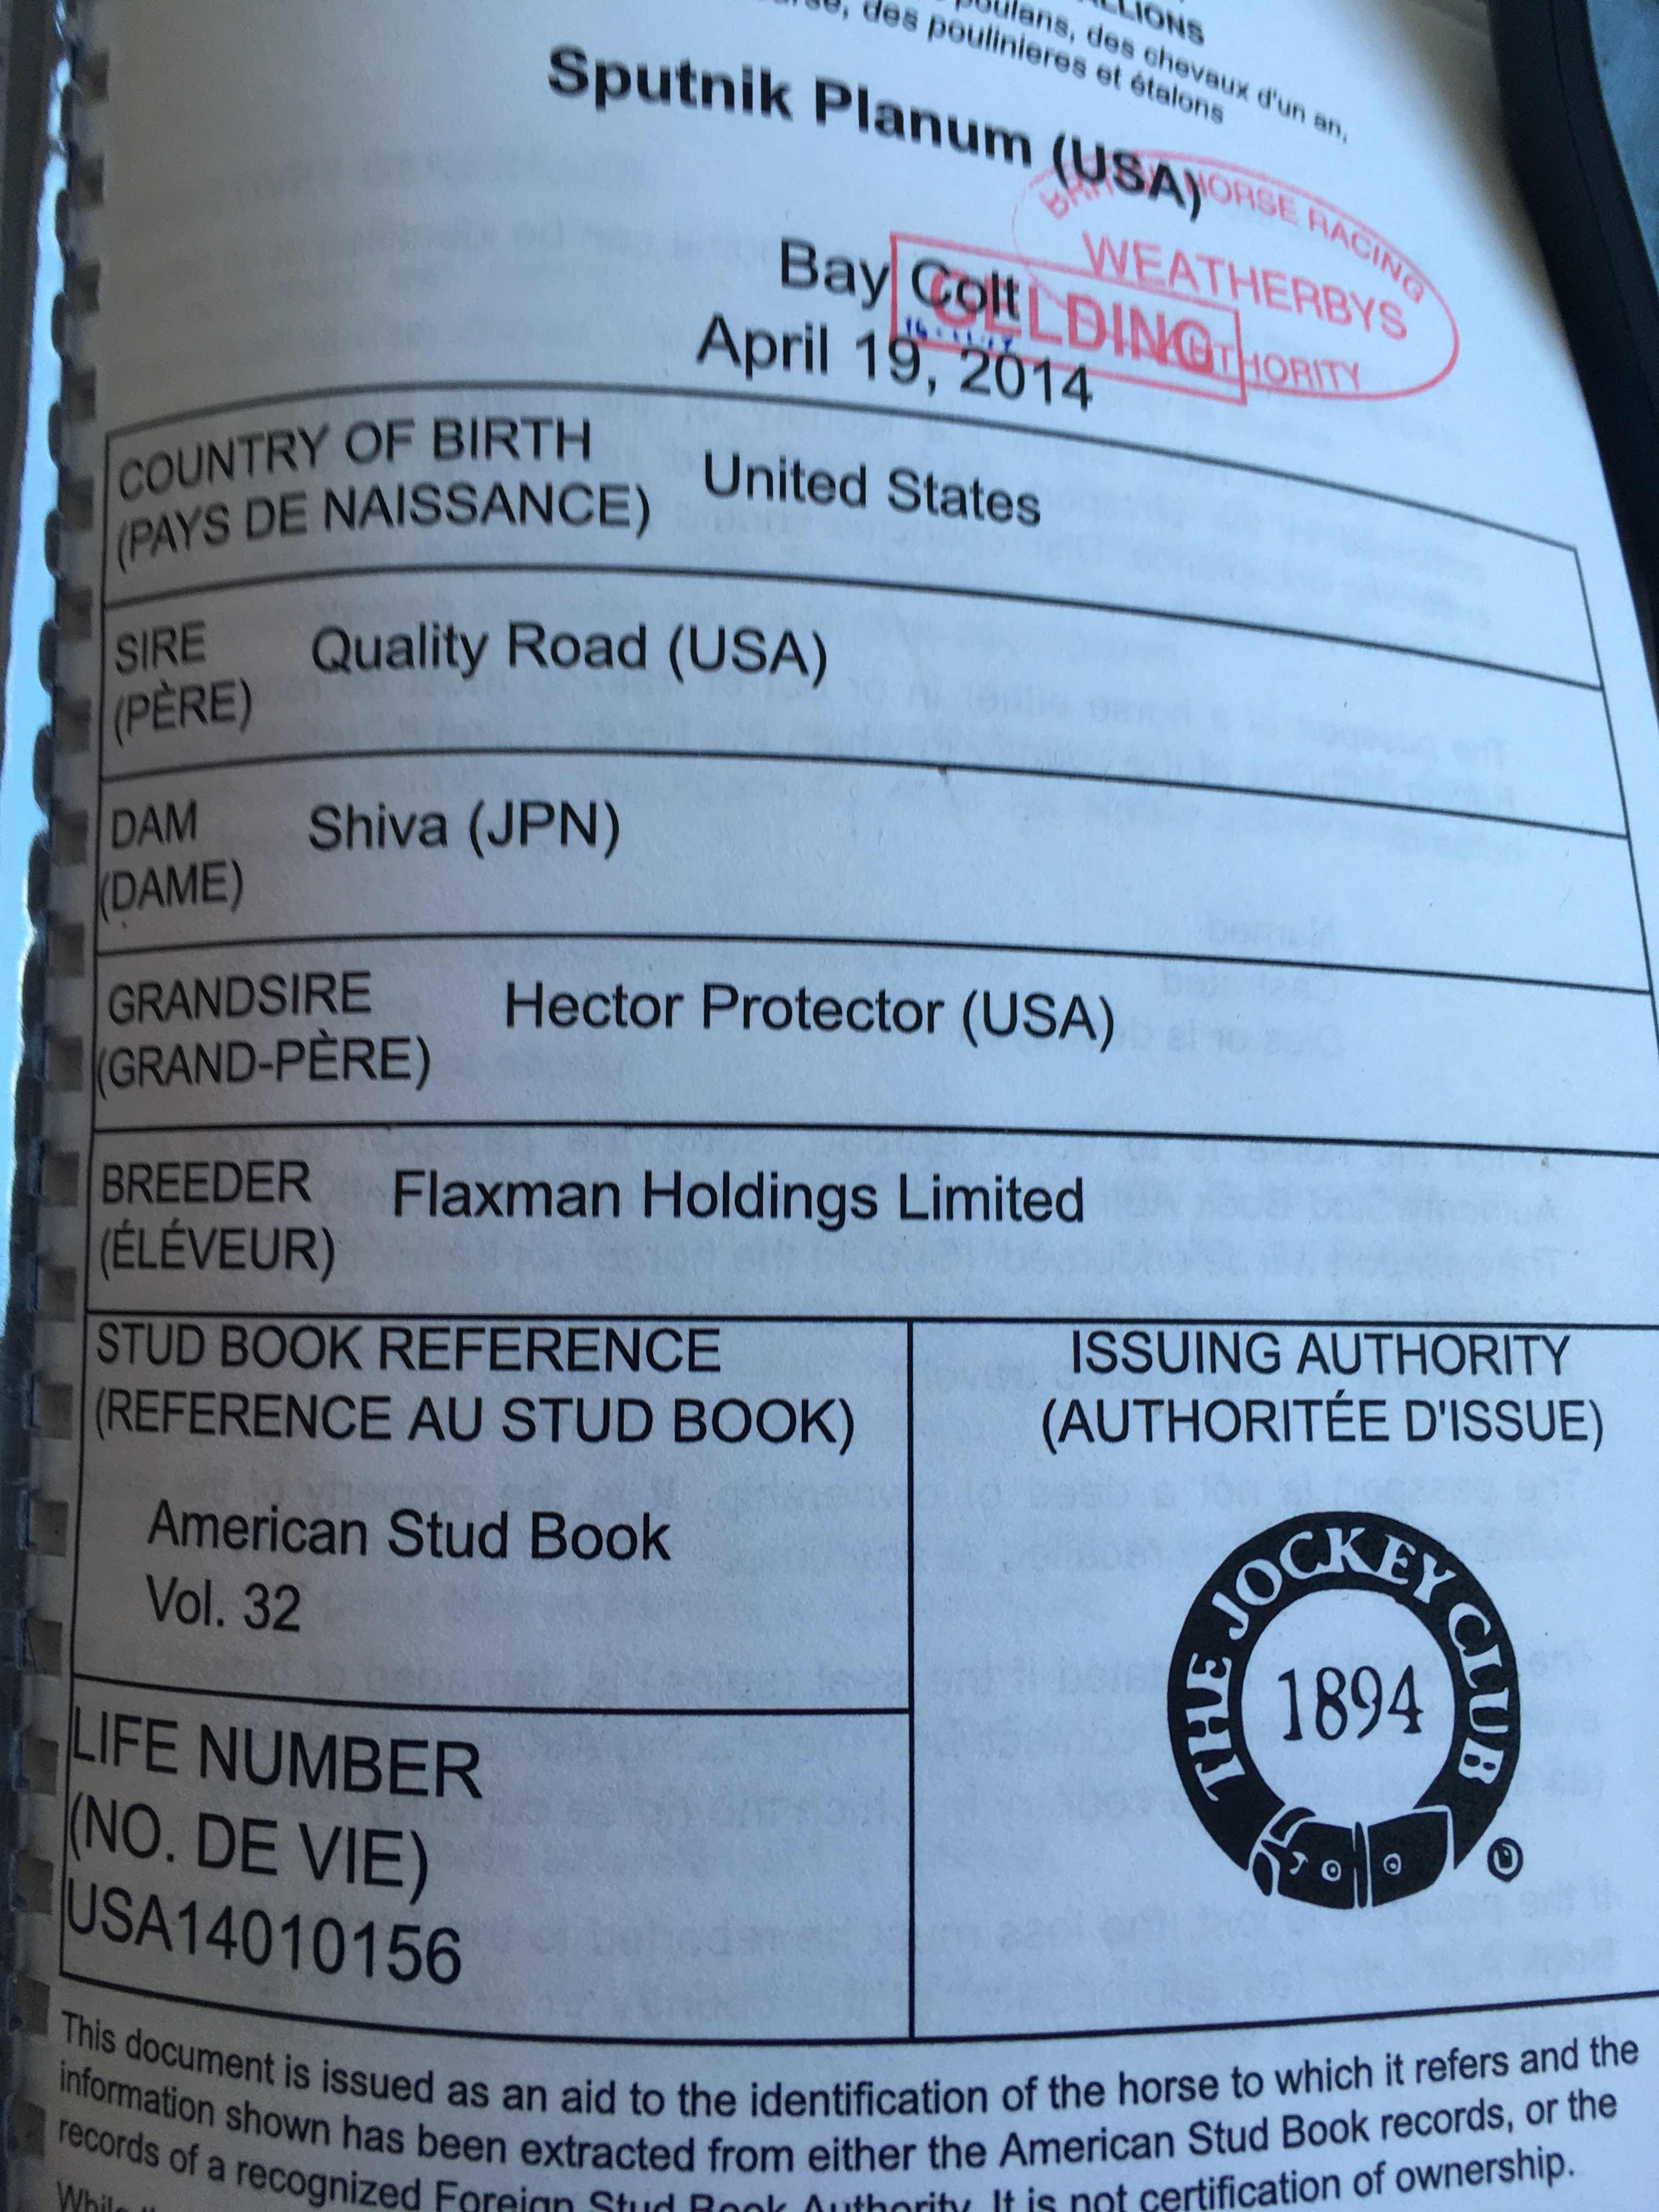 LLIONS
poulans, des chevaux d'un an,
des poulinieres et étalons
Sputnik Planum (USA)
HORSE RACING
WEATHERBYS
AUTHORITY
Bay Colt
GELDING
April 19, 2014
COUNTRY OF BIRTH United States
(PAYS DE NAISSANCE)
SIRE Quality Road (USA)
(PÈRE)
DAM Shiva (JPN)
(DAME)
GRANDSIRE Hector Protector (USA)
(GRAND-PÈRE)
BREEDER Flaxman Holdings Limited
(ÉLÉVEUR)
STUD BOOK REFERENCE
(REFERENCE AU STUD BOOK)
American Stud Book
Vol. 32
ISSUING AUTHORITY
(AUTHORITÉE D'ISSUE)
THE JOCKEY CLUB
1894
®
LIFE NUMBER
(NO. DE VIE)
USA14010156
This document is issued as an aid to the identification of the horse to which it refers and the
information shown has been extracted from either the American Stud Book records, or the
records of a recognized Foreign Stud Book Authority. It is not certification of ownership.